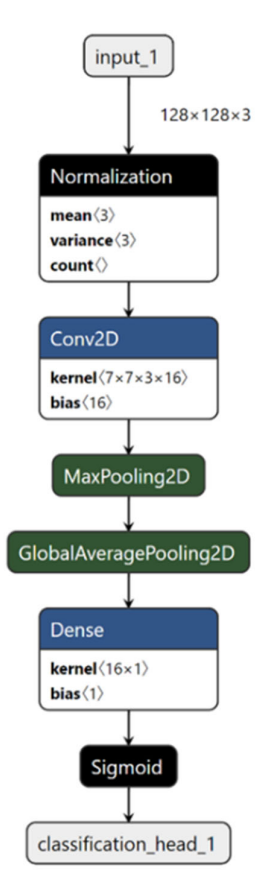 input_1
128×128×3
Normalization
mean⟨3⟩
variance⟨3⟩
count⟨⟩
Conv2D
kernel⟨7×7×3×16⟩
bias⟨16⟩
MaxPooling2D
GlobalAveragePooling2D
Dense
kernel⟨16×1⟩
bias⟨1⟩
Sigmoid
classification_head_1